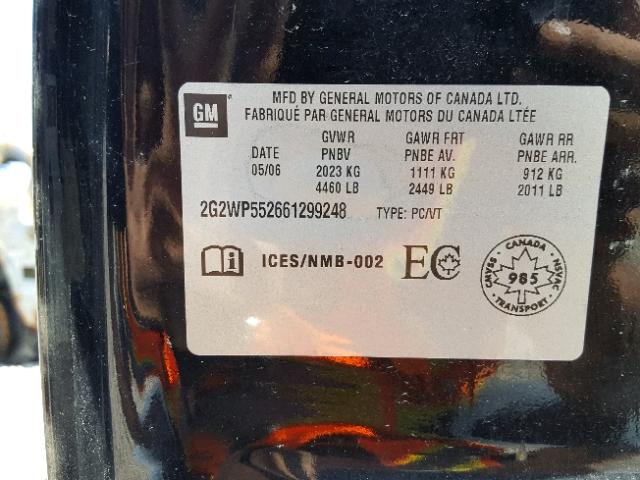 GM
MFD BY GENERAL MOTORS OF CANADA LTD.
FABRIQUÉ PAR GENERAL MOTORS DU CANADA LTÉE
GVWR GAWR FRT GAWR RR
DATE PNBV PNBE AV. PNBE ARR.
05/06 2023 KG 1111 KG 912 KG
4460 LB 2449 LB 2011 LB
2G2WP552661299248 TYPE: PC/VT
i ICES/NMB-002 EC
CANADA
CMVSS 985 NSVAC
TRANSPORT